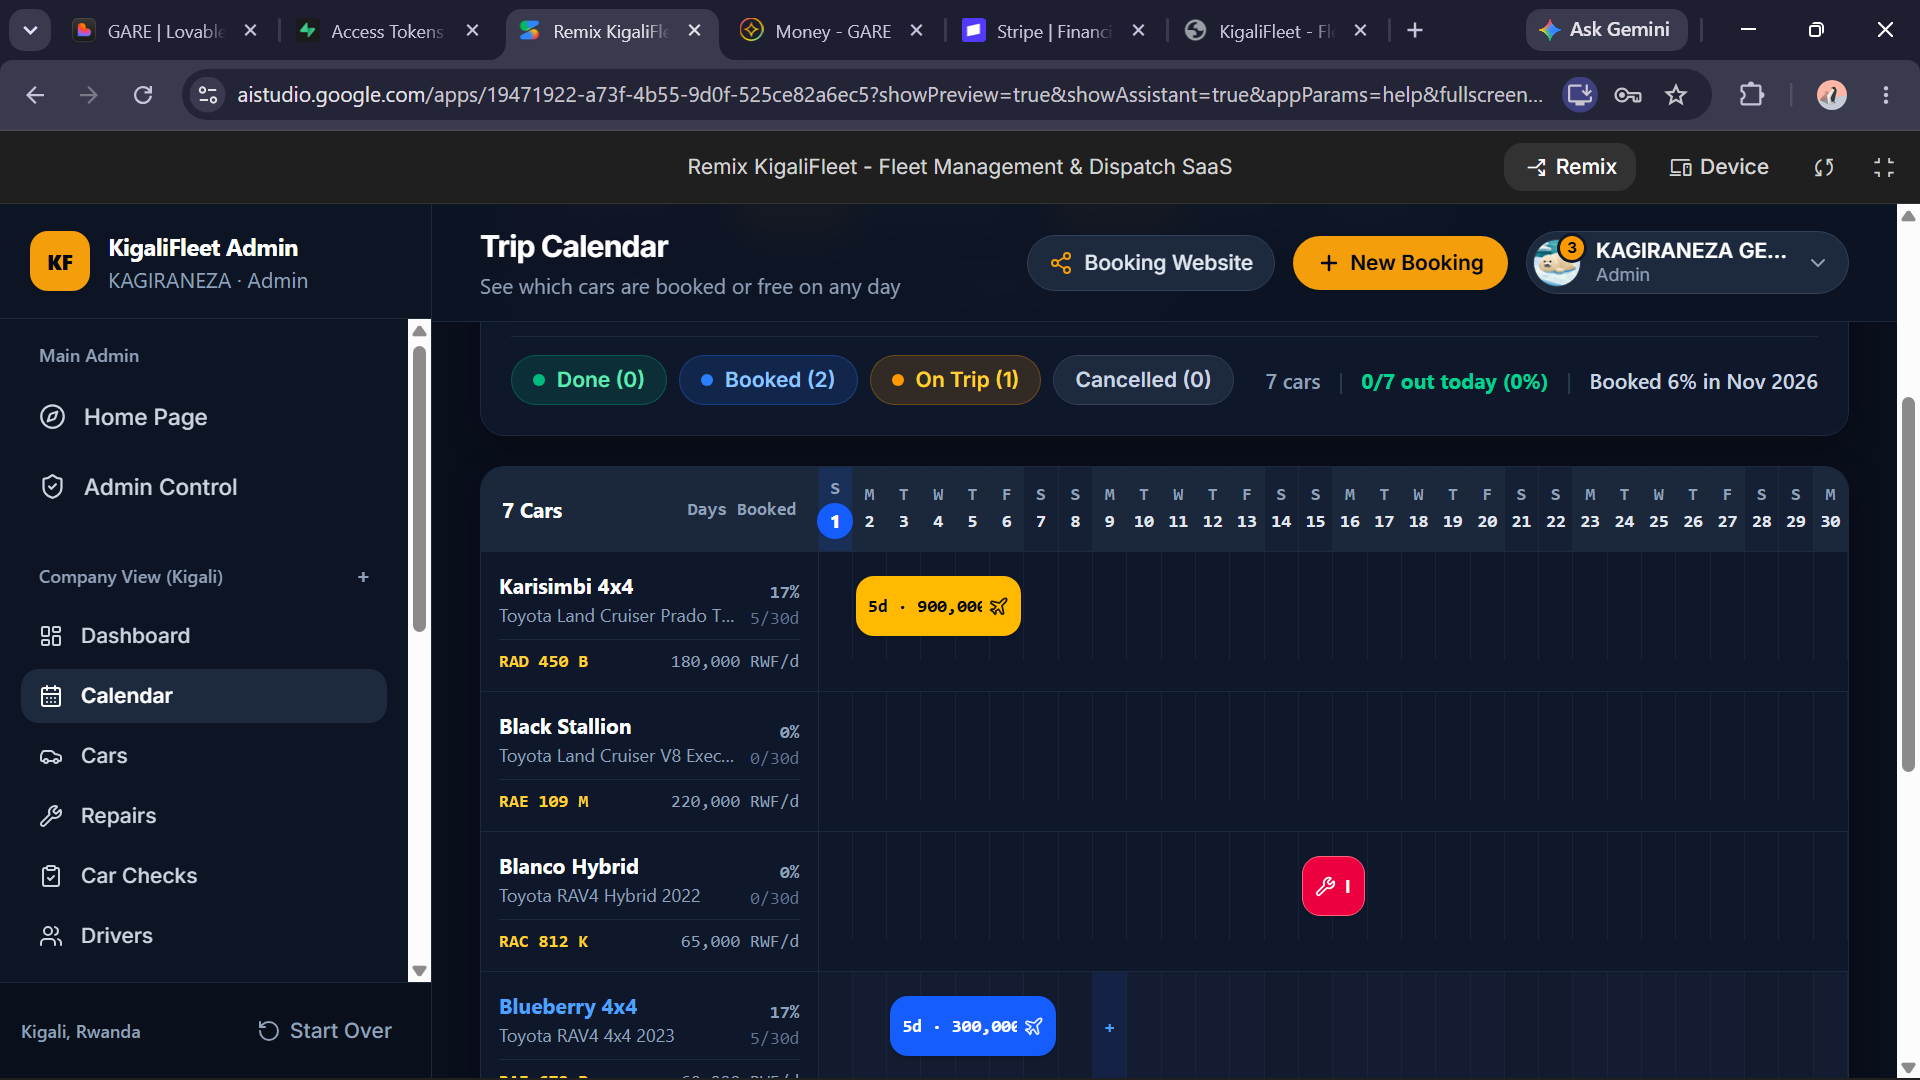 GARE | Lovable
Access Tokens
Remix KigaliFle
Money - GARE
Stripe | Financi
KigaliFleet - Fl
Ask Gemini
aistudio.google.com/apps/19471922-a73f-4b55-9d0f-525ce82a6ec5?showPreview=true&showAssistant=true&appParams=help&fullscreen...
Remix KigaliFleet - Fleet Management & Dispatch SaaS
Remix
Device
KF
KigaliFleet Admin
KAGIRANEZA · Admin
Main Admin
Home Page
Admin Control
Company View (Kigali)
+
Dashboard
Calendar
Cars
Repairs
Car Checks
Drivers
Kigali, Rwanda
Start Over
Trip Calendar
See which cars are booked or free on any day
Booking Website
+ New Booking
3
KAGIRANEZA GE...
Admin
Done (0)
Booked (2)
On Trip (1)
Cancelled (0)
7 cars
0/7 out today (0%)
Booked 6% in Nov 2026
7 Cars
Days Booked
S M T W T F S S M T W T F S S M T W T F S S M T W T F S S M
1 2 3 4 5 6 7 8 9 10 11 12 13 14 15 16 17 18 19 20 21 22 23 24 25 26 27 28 29 30
Karisimbi 4x4
17%
Toyota Land Cruiser Prado T...
5/30d
RAD 450 B
180,000 RWF/d
5d · 900,000
Black Stallion
0%
Toyota Land Cruiser V8 Exec...
0/30d
RAE 109 M
220,000 RWF/d
Blanco Hybrid
0%
Toyota RAV4 Hybrid 2022
0/30d
RAC 812 K
65,000 RWF/d
Blueberry 4x4
17%
Toyota RAV4 4x4 2023
5/30d
5d · 300,000
+